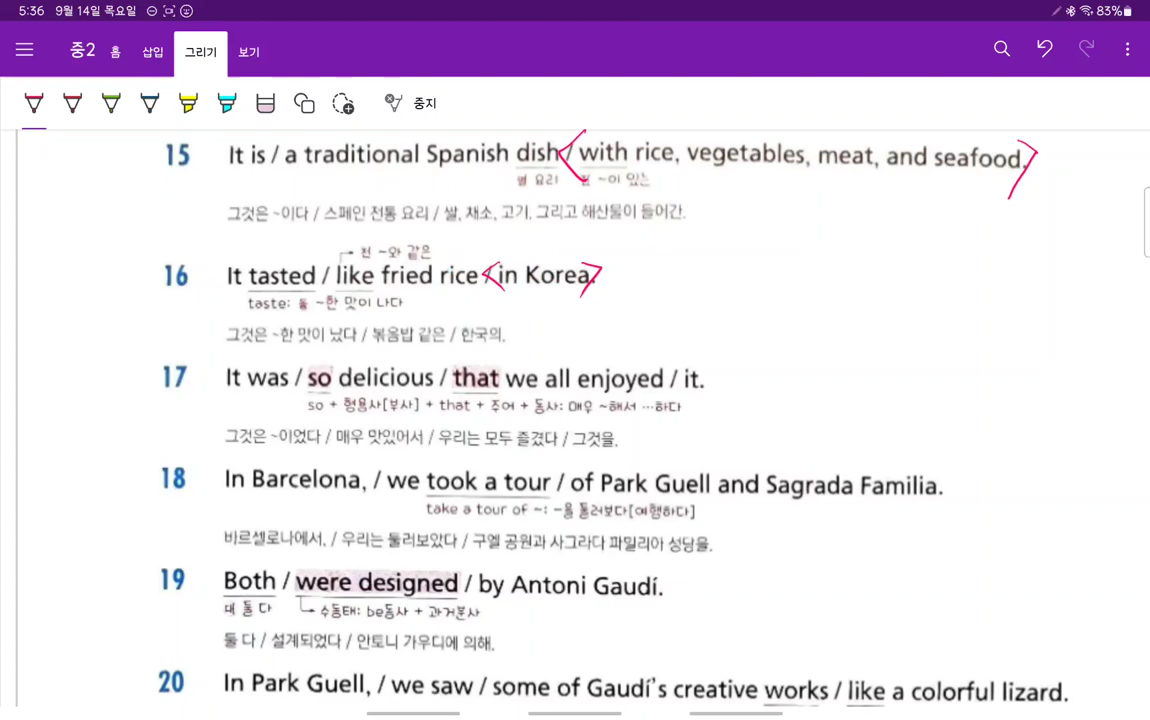 5:36 9월 14일 목요일 83%
중2 홈 삽입 그리기 보기
중지
15 It is / a traditional Spanish dish / with rice, vegetables, meat, and seafood.
명 요리 전 ~이 있는
그것은 ~이다 / 스페인 전통 요리 / 쌀, 채소, 고기, 그리고 해산물이 들어간.
전 ~와 같은
16 It tasted / like fried rice / in Korea.
taste: 동 ~한 맛이 나다
그것은 ~한 맛이 났다 / 볶음밥 같은 / 한국의.
17 It was / so delicious / that we all enjoyed / it.
so + 형용사[부사] + that + 주어 + 동사: 매우 ~해서 …하다
그것은 ~이었다 / 매우 맛있어서 / 우리는 모두 즐겼다 / 그것을.
18 In Barcelona, / we took a tour / of Park Guell and Sagrada Familia.
take a tour of ~: ~을 둘러보다[여행하다]
바르셀로나에서, / 우리는 둘러보았다 / 구엘 공원과 사그라다 파밀리아 성당을.
19 Both / were designed / by Antoni Gaudí.
대 둘 다 수동태: be동사 + 과거분사
둘 다 / 설계되었다 / 안토니 가우디에 의해.
20 In Park Guell, / we saw / some of Gaudí's creative works / like a colorful lizard.